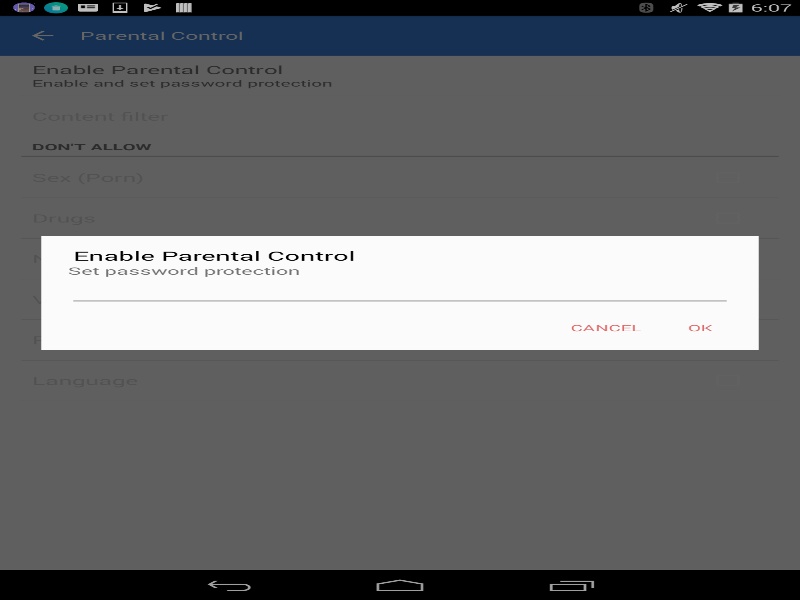 6:07
Parental Control
Enable Parental Control
Enable and set password protection
Content filter
DON'T ALLOW
Sex (Porn)
Drugs
Enable Parental Control
Set password protection
CANCEL
OK
Language